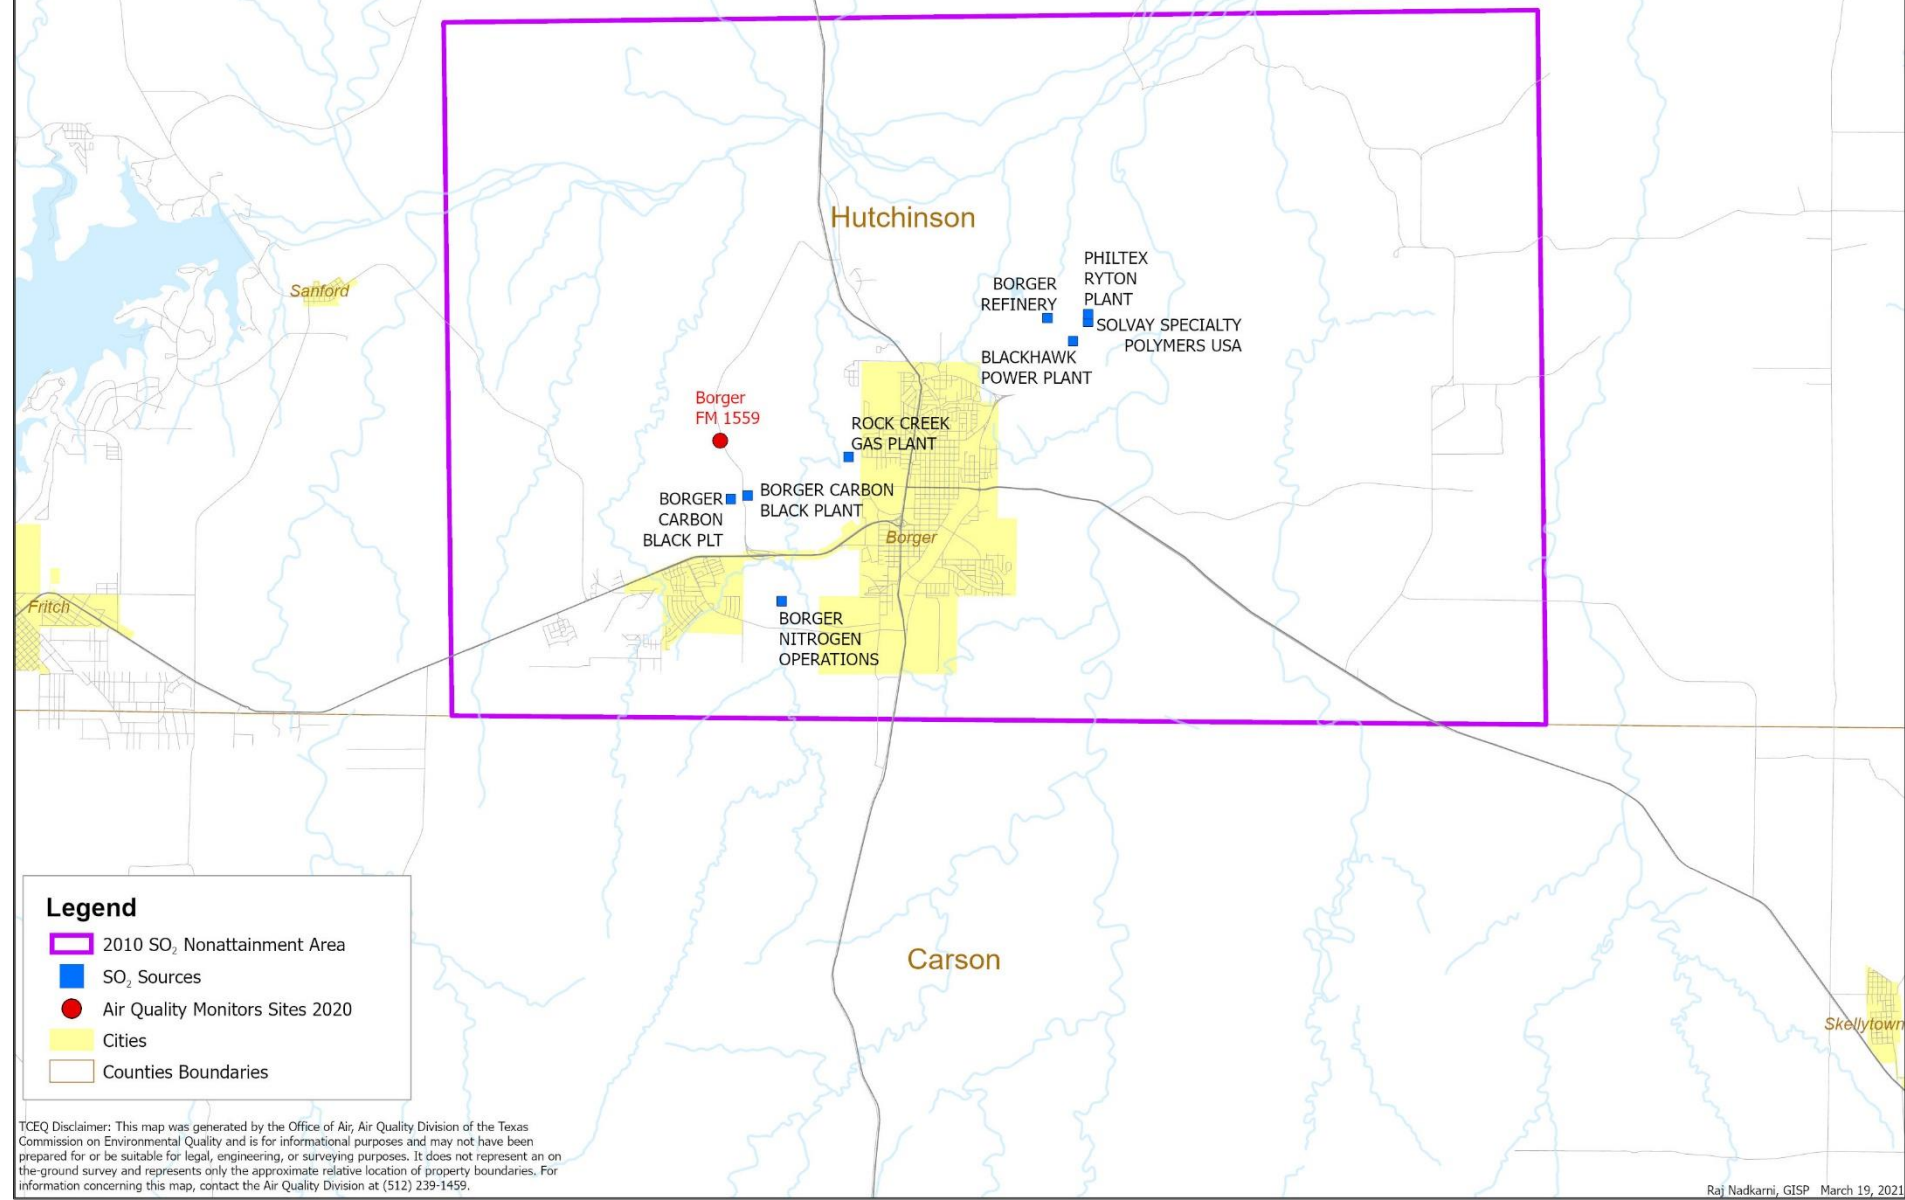 Hutchinson
Sanford
PHILTEX
RYTON
PLANT
BORGER
REFINERY
SOLVAY SPECIALTY
POLYMERS USA
BLACKHAWK
POWER PLANT
Borger
FM 1559
ROCK CREEK
GAS PLANT
BORGER CARBON
BLACK PLANT
BORGER
CARBON
BLACK PLT
Borger
Fritch
BORGER
NITROGEN
OPERATIONS
Carson
Skellytown
Legend
2010 SO₂ Nonattainment Area
SO₂ Sources
Air Quality Monitors Sites 2020
Cities
Counties Boundaries
TCEQ Disclaimer: This map was generated by the Office of Air, Air Quality Division of the Texas
Commission on Environmental Quality and is for informational purposes and may not have been
prepared for or be suitable for legal, engineering, or surveying purposes. It does not represent an on
the-ground survey and represents only the approximate relative location of property boundaries. For
information concerning this map, contact the Air Quality Division at (512) 239-1459.
Raj Nadkarni, GISP March 19, 2021